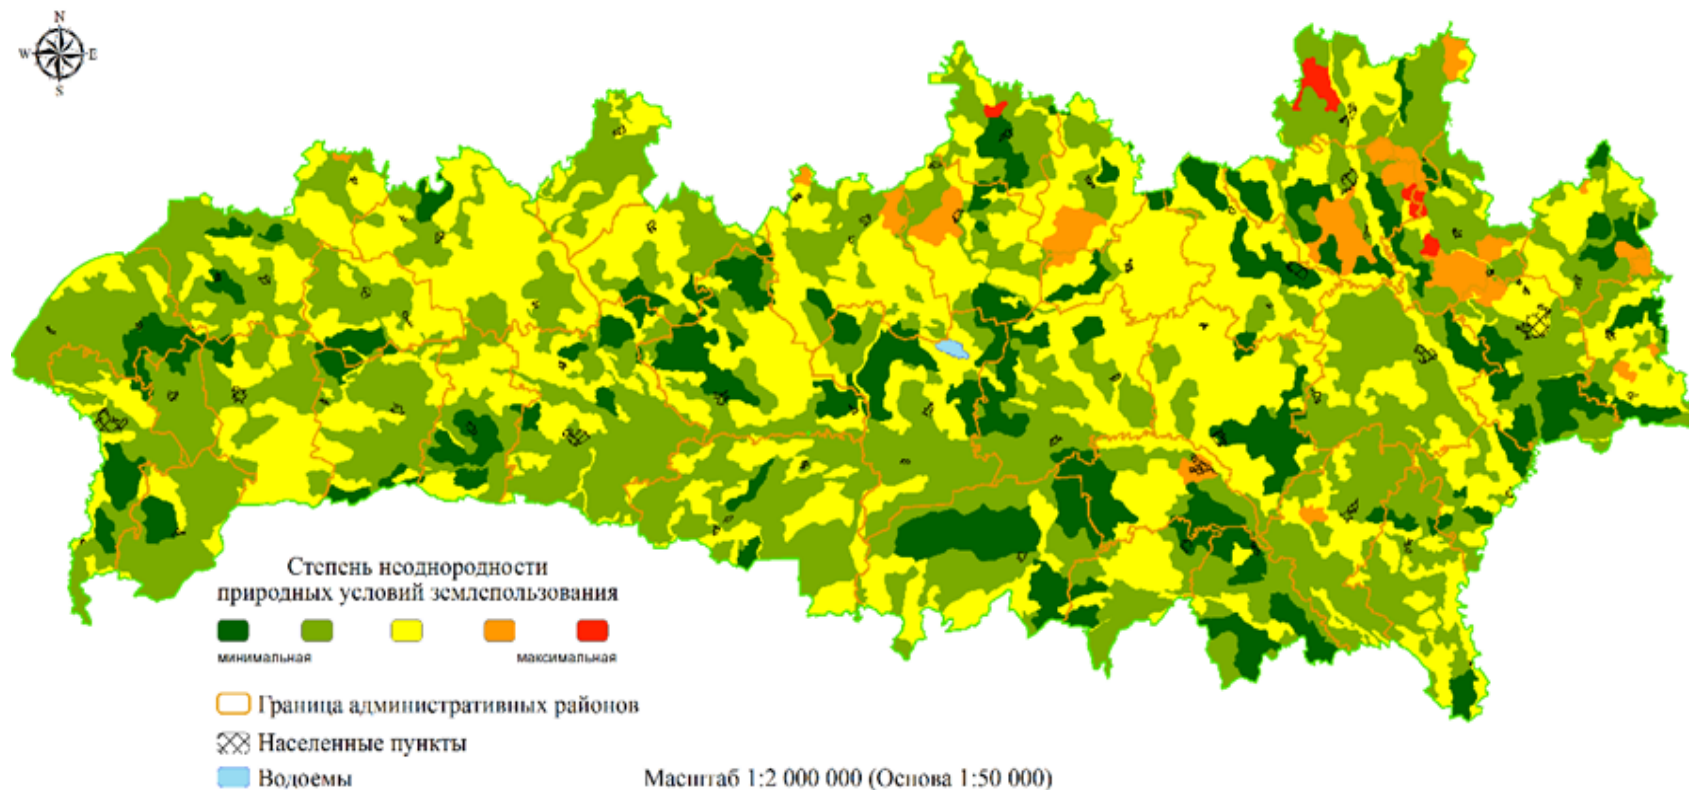 N
W E
S
Степень неоднородности
природных условий землепользования
минимальная максимальная
Граница административных районов
Населенные пункты
Водоемы
Масштаб 1:2 000 000 (Основа 1:50 000)